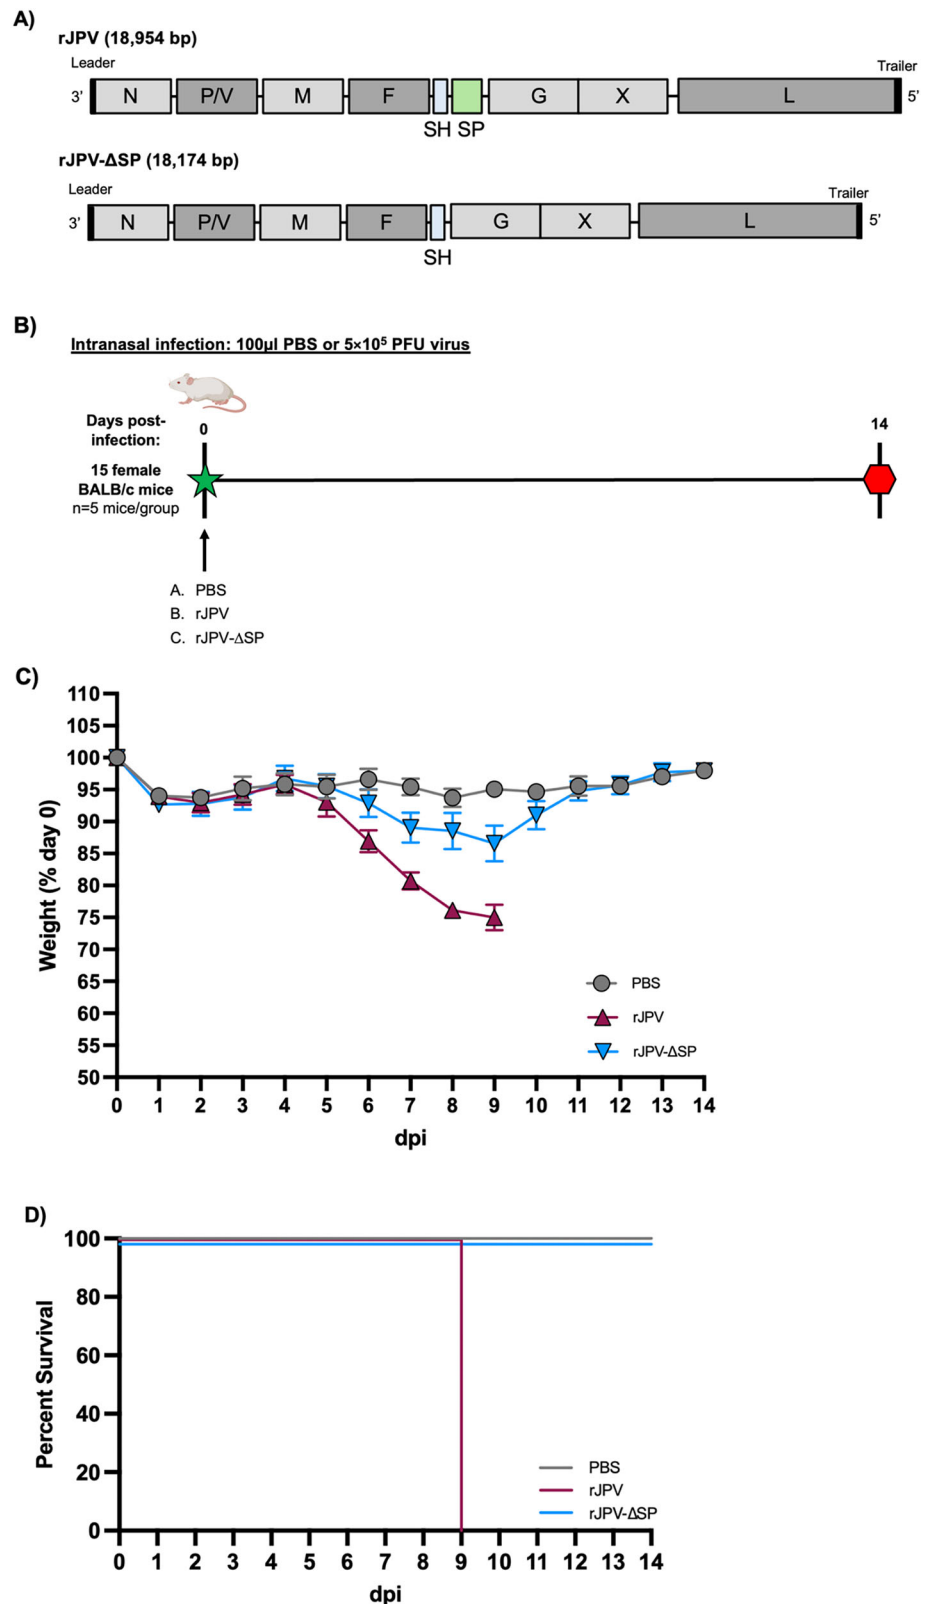 A)
rJPV (18,954 bp)
Leader
Trailer
3' N P/V M F G X L 5'
SH SP
rJPV-ΔSP (18,174 bp)
Leader
Trailer
3' N P/V M F G X L 5'
SH
B)
Intranasal infection: 100µl PBS or 5×10⁵ PFU virus
Days post-
infection:
0
14
15 female
BALB/c mice
n=5 mice/group
A. PBS
B. rJPV
C. rJPV-ΔSP
C)
Weight (% day 0)
110
105
100
95
90
85
80
75
70
65
60
55
50
PBS
rJPV
rJPV-ΔSP
0 1 2 3 4 5 6 7 8 9 10 11 12 13 14
dpi
D)
Percent Survival
100
80
60
40
20
0
PBS
rJPV
rJPV-ΔSP
0 1 2 3 4 5 6 7 8 9 10 11 12 13 14
dpi